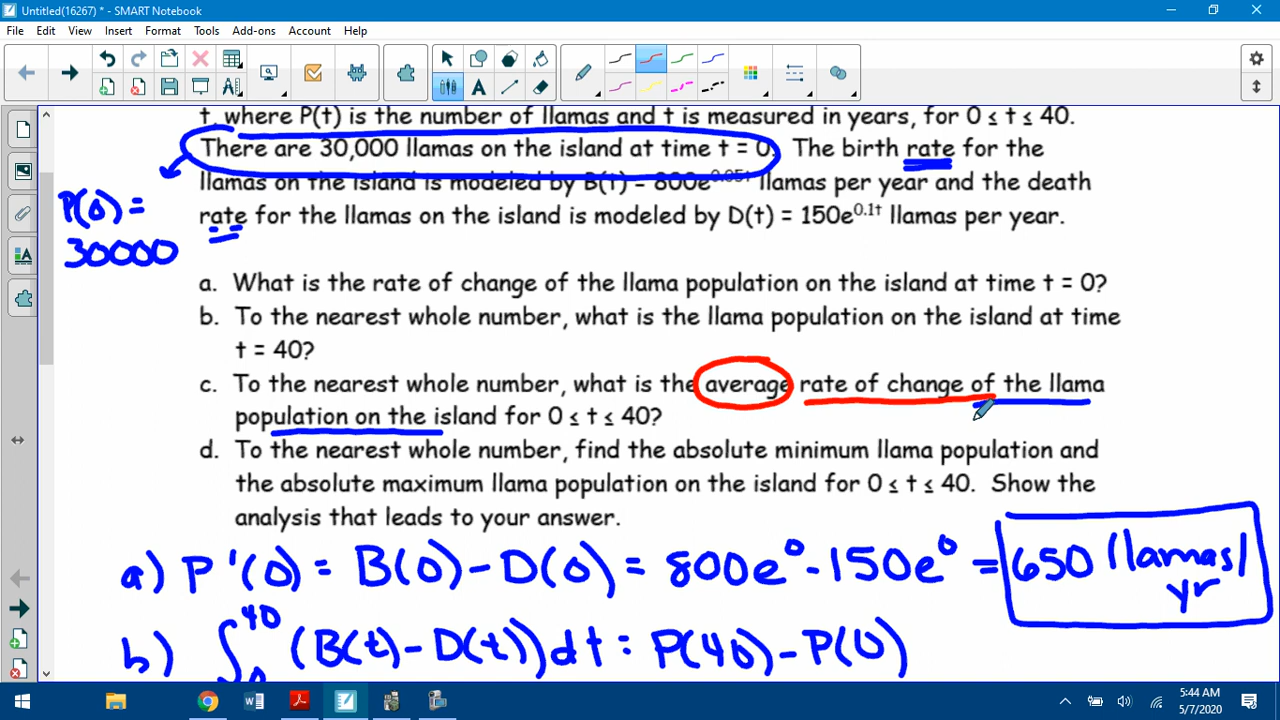 Untitled(16267) * - SMART Notebook
File Edit View Insert Format Tools Add-ons Account Help
t, where P(t) is the number of llamas and t is measured in years, for 0 ≤ t ≤ 40.
There are 30,000 llamas on the island at time t = 0. The birth rate for the
llamas on the island is modeled by B(t) = 800e^0.05t llamas per year and the death
rate for the llamas on the island is modeled by D(t) = 150e^0.1t llamas per year.
P(0) =
30000
a. What is the rate of change of the llama population on the island at time t = 0?
b. To the nearest whole number, what is the llama population on the island at time
t = 40?
c. To the nearest whole number, what is the average rate of change of the llama
population on the island for 0 ≤ t ≤ 40?
d. To the nearest whole number, find the absolute minimum llama population and
the absolute maximum llama population on the island for 0 ≤ t ≤ 40. Show the
analysis that leads to your answer.
a) P'(0) = B(0) - D(0) = 800e^0 - 150e^0 = 650 llamas/
yr
b) ∫_0^40 (B(t) - D(t))dt = P(40) - P(0)
5:44 AM
5/7/2020